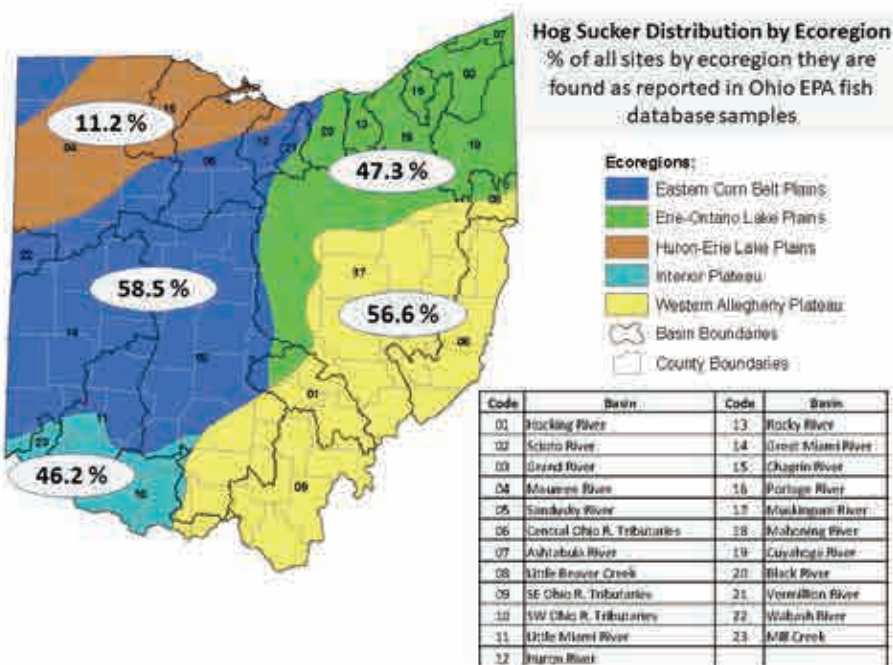 Hog Sucker Distribution by Ecoregion
% of all sites by ecoregion they are
found as reported in Ohio EPA fish
database samples
11.2 %
47.3 %
58.5 %
56.6 %
46.2 %
Ecoregions:
Eastern Corn Belt Plains
Erie-Ontario Lake Plains
Huron-Erie Lake Plains
Interior Plateau
Western Allegheny Plateau
Basin Boundaries
County Boundaries
Code Basin Code Basin
01 Hocking River 13 Rocky River
02 Scioto River 14 Great Miami River
03 Grand River 15 Chagrin River
04 Maumee River 16 Portage River
05 Sandusky River 17 Muskingum River
06 Central Ohio R. Tributaries 18 Mahoning River
07 Ashtabula River 19 Cuyahoga River
08 Little Beaver Creek 20 Black River
09 SE Ohio R. Tributaries 21 Vermilion River
10 SW Ohio R. Tributaries 22 Wabash River
11 Little Miami River 23 Mill Creek
12 Huron River